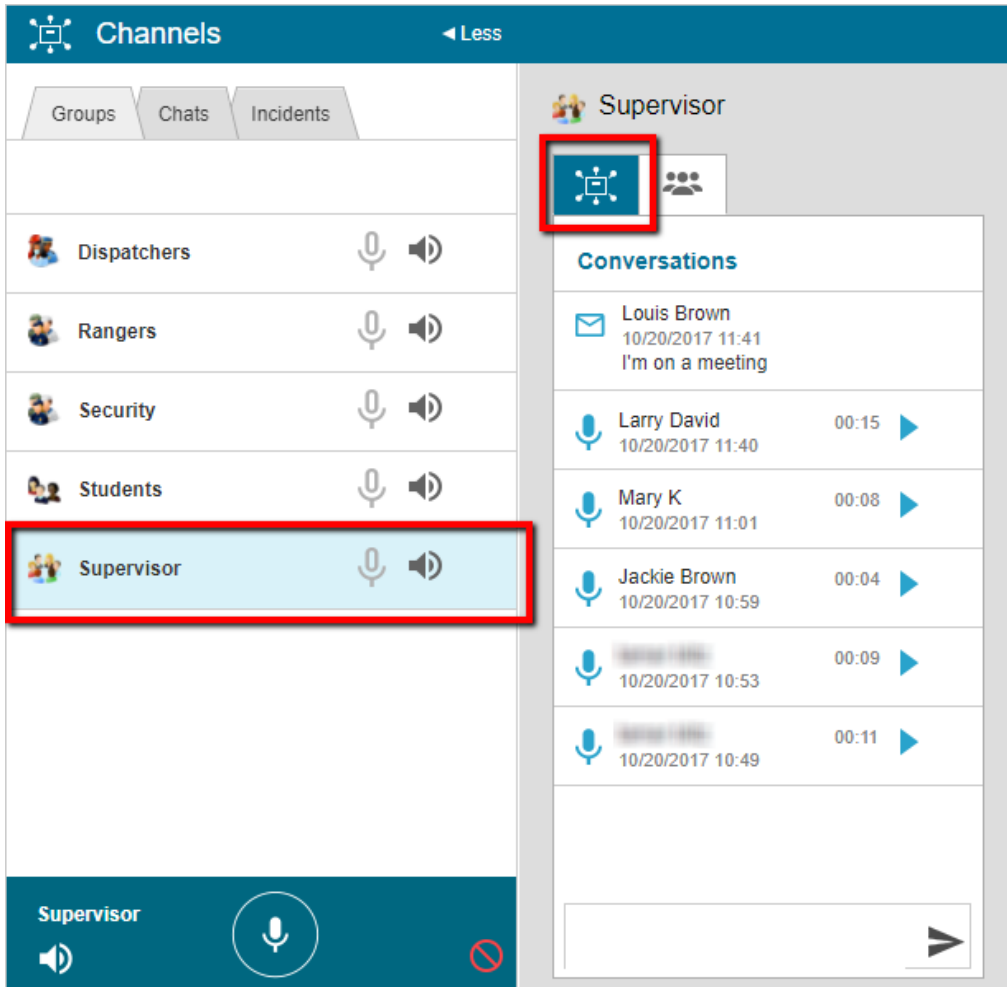 Channels
Less
Groups
Chats
Incidents
Dispatchers
Rangers
Security
Students
Supervisor
Supervisor
Supervisor
Conversations
Louis Brown
10/20/2017 11:41
I'm on a meeting
Larry David 00:15
10/20/2017 11:40
Mary K 00:08
10/20/2017 11:01
Jackie Brown 00:04
10/20/2017 10:59
00:09
10/20/2017 10:53
00:11
10/20/2017 10:49